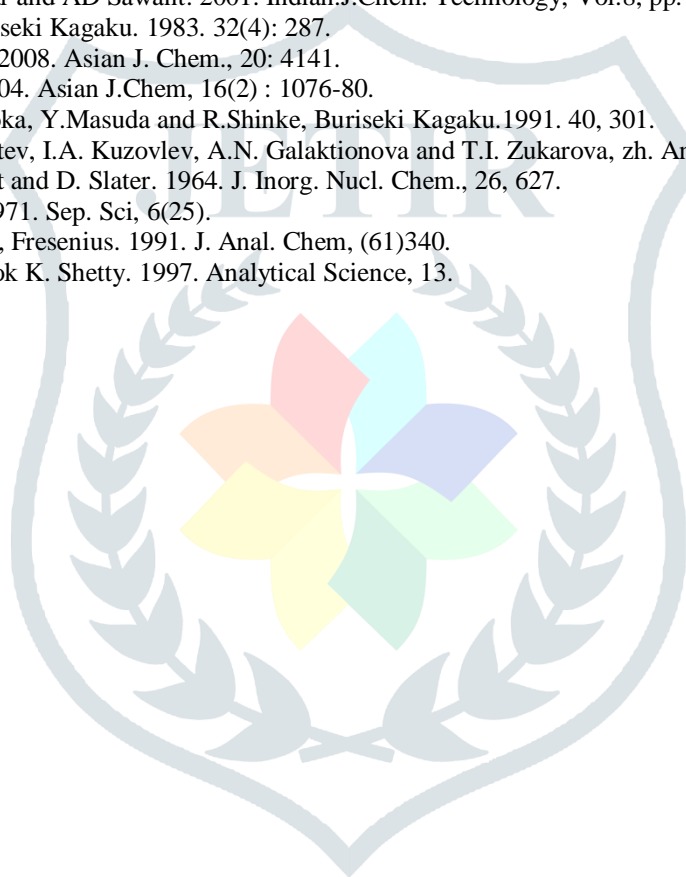 and AD Sawant. 2001. Indian.J.Chem. Technology, Vol.8, pp.
seki Kagaku. 1983. 32(4): 287.
2008. Asian J. Chem., 20: 4141.
04. Asian J.Chem, 16(2) : 1076-80.
oka, Y.Masuda and R.Shinke, Buriseki Kagaku.1991. 40, 301.
tev, I.A. Kuzovlev, A.N. Galaktionova and T.I. Zukarova, zh. An
t and D. Slater. 1964. J. Inorg. Nucl. Chem., 26, 627.
971. Sep. Sci, 6(25).
, Fresenius. 1991. J. Anal. Chem, (61)340.
ok K. Shetty. 1997. Analytical Science, 13.
JETIR